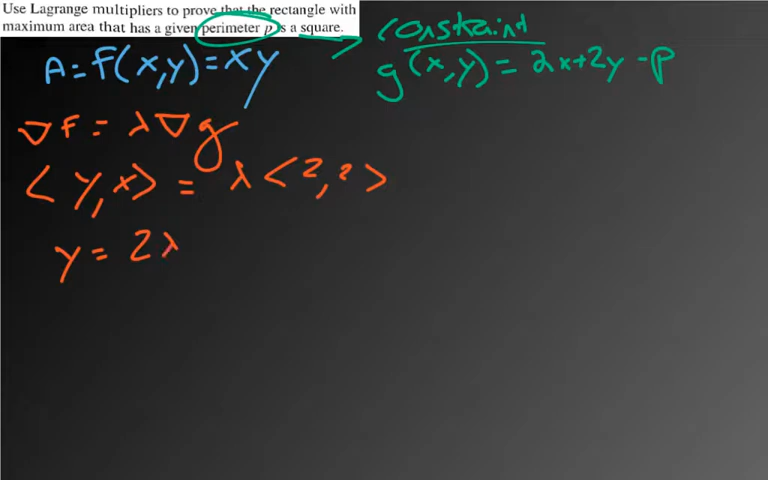 Use Lagrange multipliers to prove that the rectangle with
maximum area that has a given perimeter p is a square.
constraint
A = f(x,y) = xy
g(x,y) = 2x+2y-p
∇f = λ∇g
<y,x> = λ<2,2>
y = 2λ